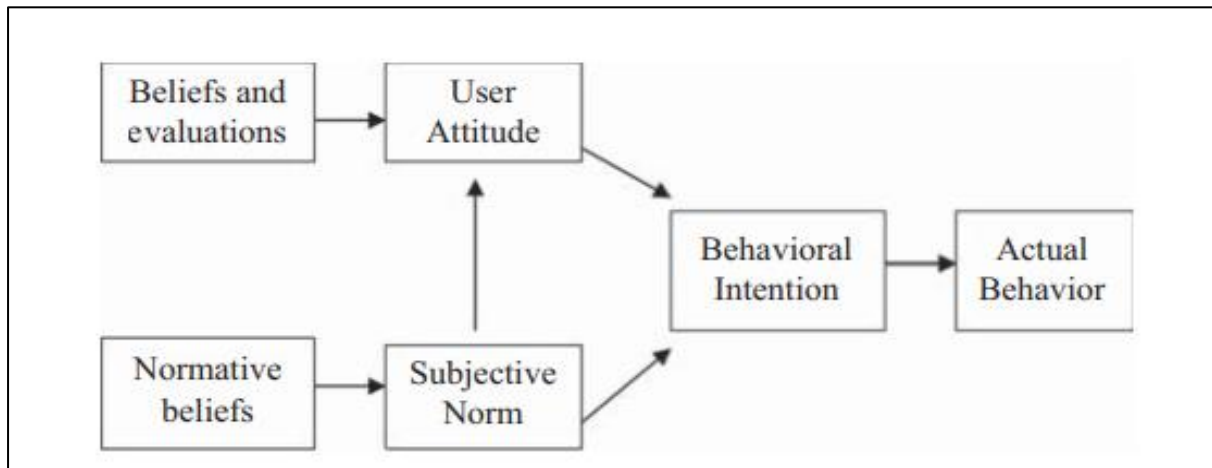 Beliefs and
evaluations
User
Attitude
Behavioral
Intention
Actual
Behavior
Normative
beliefs
Subjective
Norm